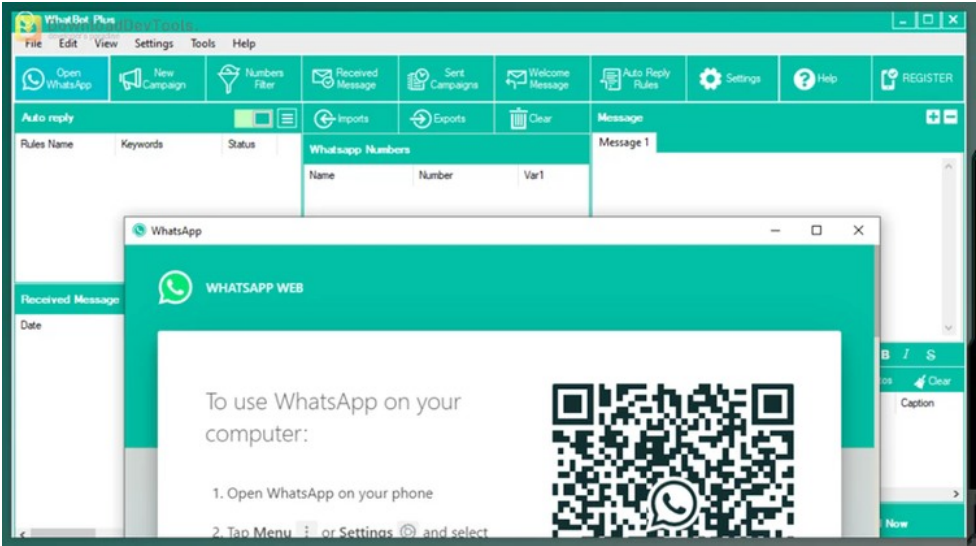 WhatBot Plus
DownloadDevTools.
File Edit View Settings Tools Help
Open WhatsApp
New Campaign
Numbers Filter
Received Message
Sent Campaigns
Welcome Message
Auto Reply Rules
Settings
Help
REGISTER
Auto reply
Imports
Exports
Clear
Message
Rules Name Keywords Status
Whatsapp Numbers
Message 1
Name Number Var1
WhatsApp
WHATSAPP WEB
Received Message
Date
B I S
Clear
Caption
To use WhatsApp on your
computer:
1. Open WhatsApp on your phone
2. Tap Menu or Settings and select
Now